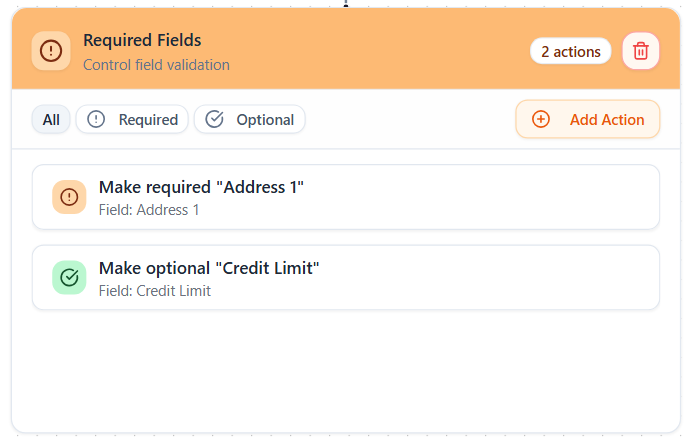 Required Fields
Control field validation
2 actions
All
Required
Optional
Add Action
Make required "Address 1"
Field: Address 1
Make optional "Credit Limit"
Field: Credit Limit